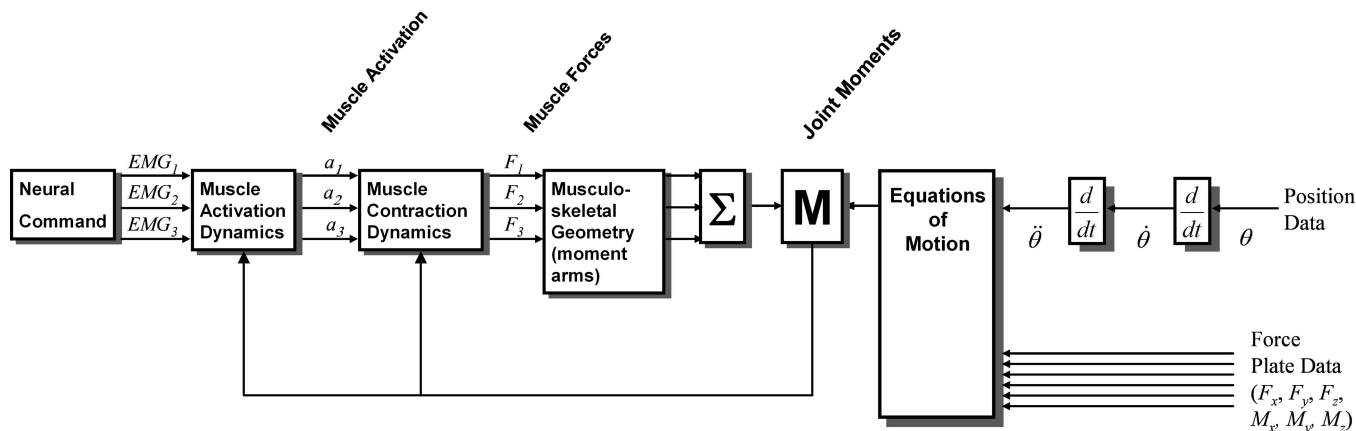 Muscle Activation
Muscle Forces
Joint Moments
Neural
Command
EMG1
EMG2
EMG3
Muscle
Activation
Dynamics
a1
a2
a3
Muscle
Contraction
Dynamics
F1
F2
F3
Musculo-
skeletal
Geometry
(moment
arms)
Σ
M
Equations
of
Motion
θ̈
d
dt
θ̇
d
dt
θ
Position
Data
Force
Plate Data
(Fx, Fy, Fz,
Mx, My, Mz)